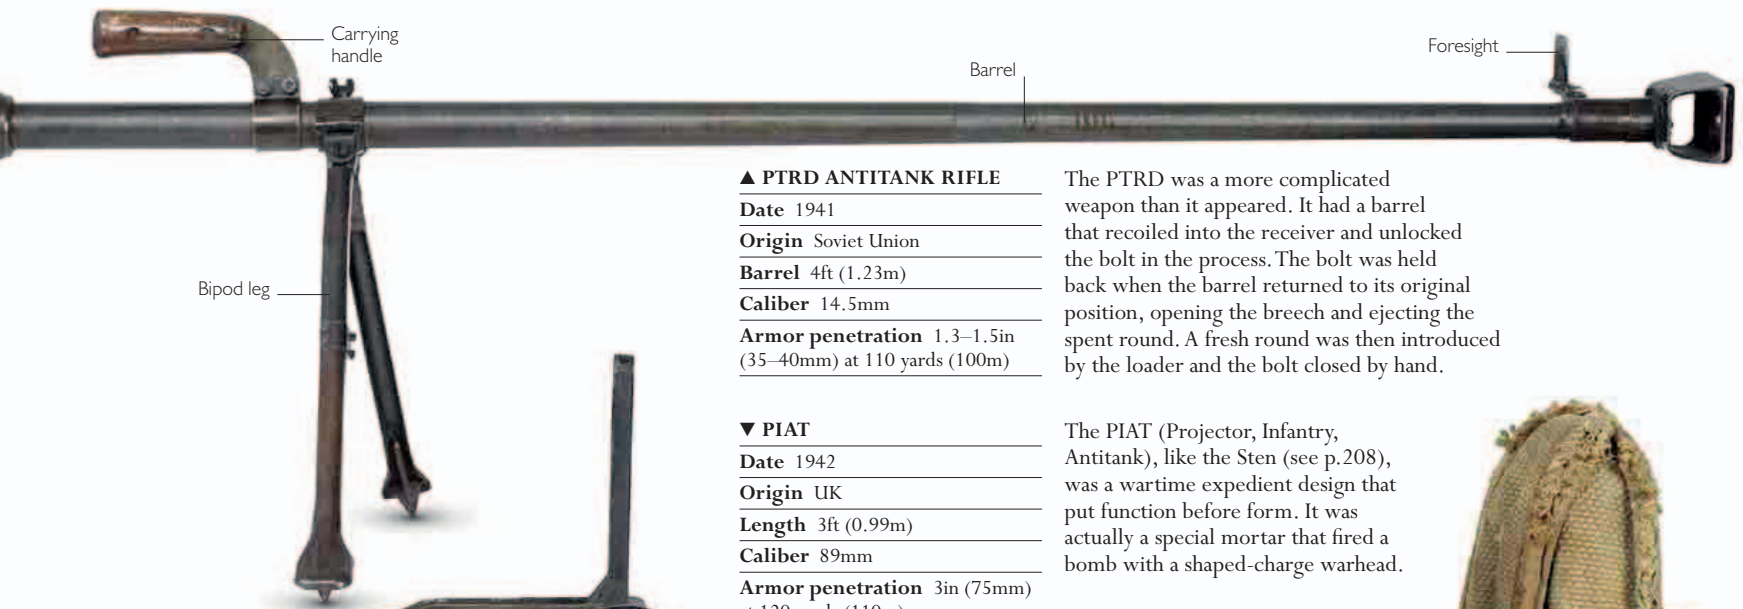 Carrying
handle
Foresight
Barrel
Bipod leg
▲ PTRD ANTITANK RIFLE
Date 1941
Origin Soviet Union
Barrel 4ft (1.23m)
Caliber 14.5mm
Armor penetration 1.3–1.5in
(35–40mm) at 110 yards (100m)
The PTRD was a more complicated
weapon than it appeared. It had a barrel
that recoiled into the receiver and unlocked
the bolt in the process. The bolt was held
back when the barrel returned to its original
position, opening the breech and ejecting the
spent round. A fresh round was then introduced
by the loader and the bolt closed by hand.
▼ PIAT
Date 1942
Origin UK
Length 3ft (0.99m)
Caliber 89mm
Armor penetration 3in (75mm)
The PIAT (Projector, Infantry,
Antitank), like the Sten (see p.208),
was a wartime expedient design that
put function before form. It was
actually a special mortar that fired a
bomb with a shaped-charge warhead.